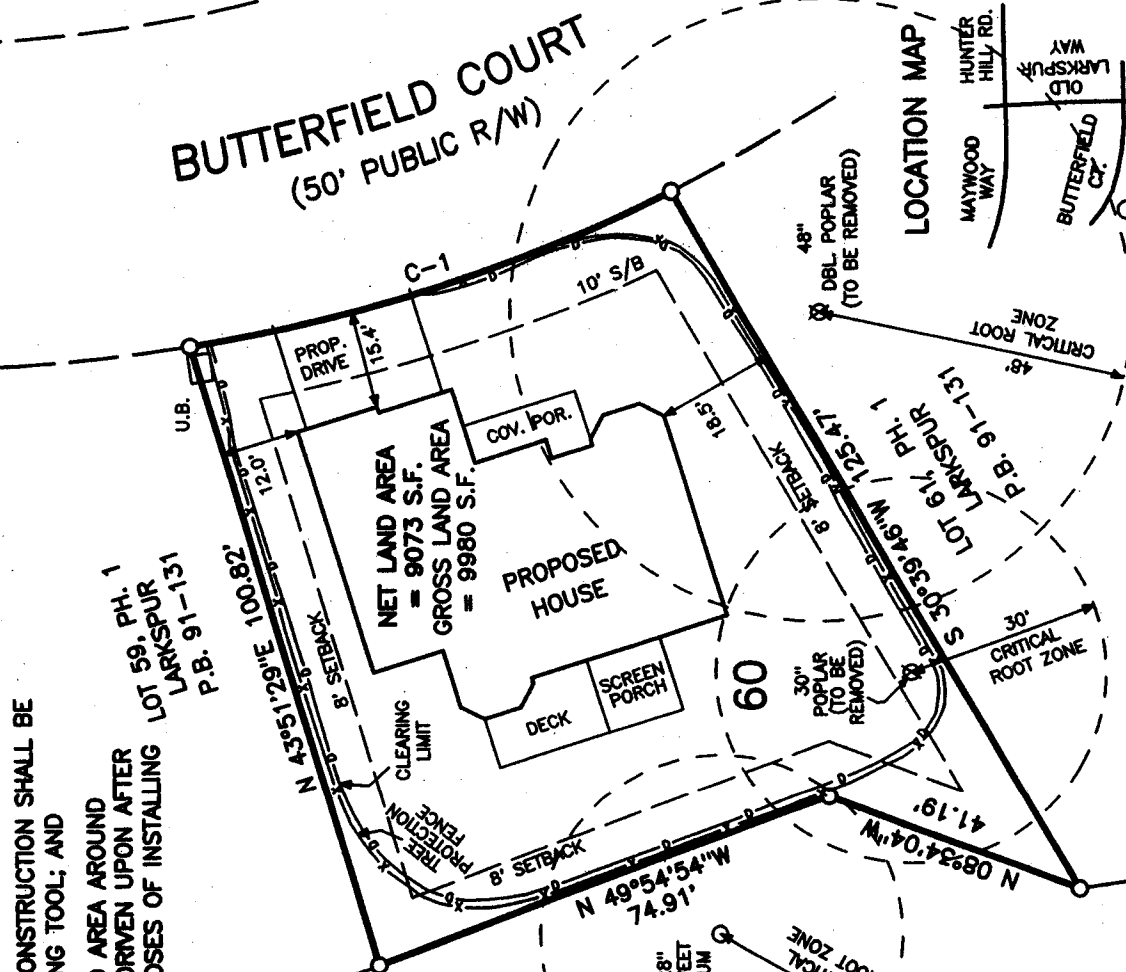 BUTTERFIELD COURT
(50' PUBLIC R/W)
LOCATION MAP
HUNTER
HILL RD.
OLD
LARKSPUR
WAY
MAYWOOD
WAY
BUTTERFIELD
CT.
48"
DBL. POPLAR
(TO BE REMOVED)
CRITICAL ROOT
ZONE
48'
C-1
10' S/B
PROP.
DRIVE
15.4'
U.B.
12.0'
COV. POR.
18.5'
NET LAND AREA
= 9073 S.F.
GROSS LAND AREA
= 9980 S.F.
PROPOSED
HOUSE
8' SETBACK
125.47'
S 30°39'46"W
LOT 61, PH. 1
LARKSPUR
P.B. 91-131
LOT 59, PH. 1
LARKSPUR
P.B. 91-131
N 43°51'29"E 100.82'
8' SETBACK
CLEARING
LIMIT
TREE
PROTECTION
FENCE
DECK
SCREEN
PORCH
60
30"
POPLAR
(TO BE
REMOVED)
30'
CRITICAL
ROOT ZONE
8' SETBACK
N 49°54'54"W
74.91'
N 08°34'04"W
41.19'
ROOT ZONE
ONSTRUCTION SHALL BE
NG TOOL; AND
AREA AROUND
DRIVEN UPON AFTER
OSES OF INSTALLING